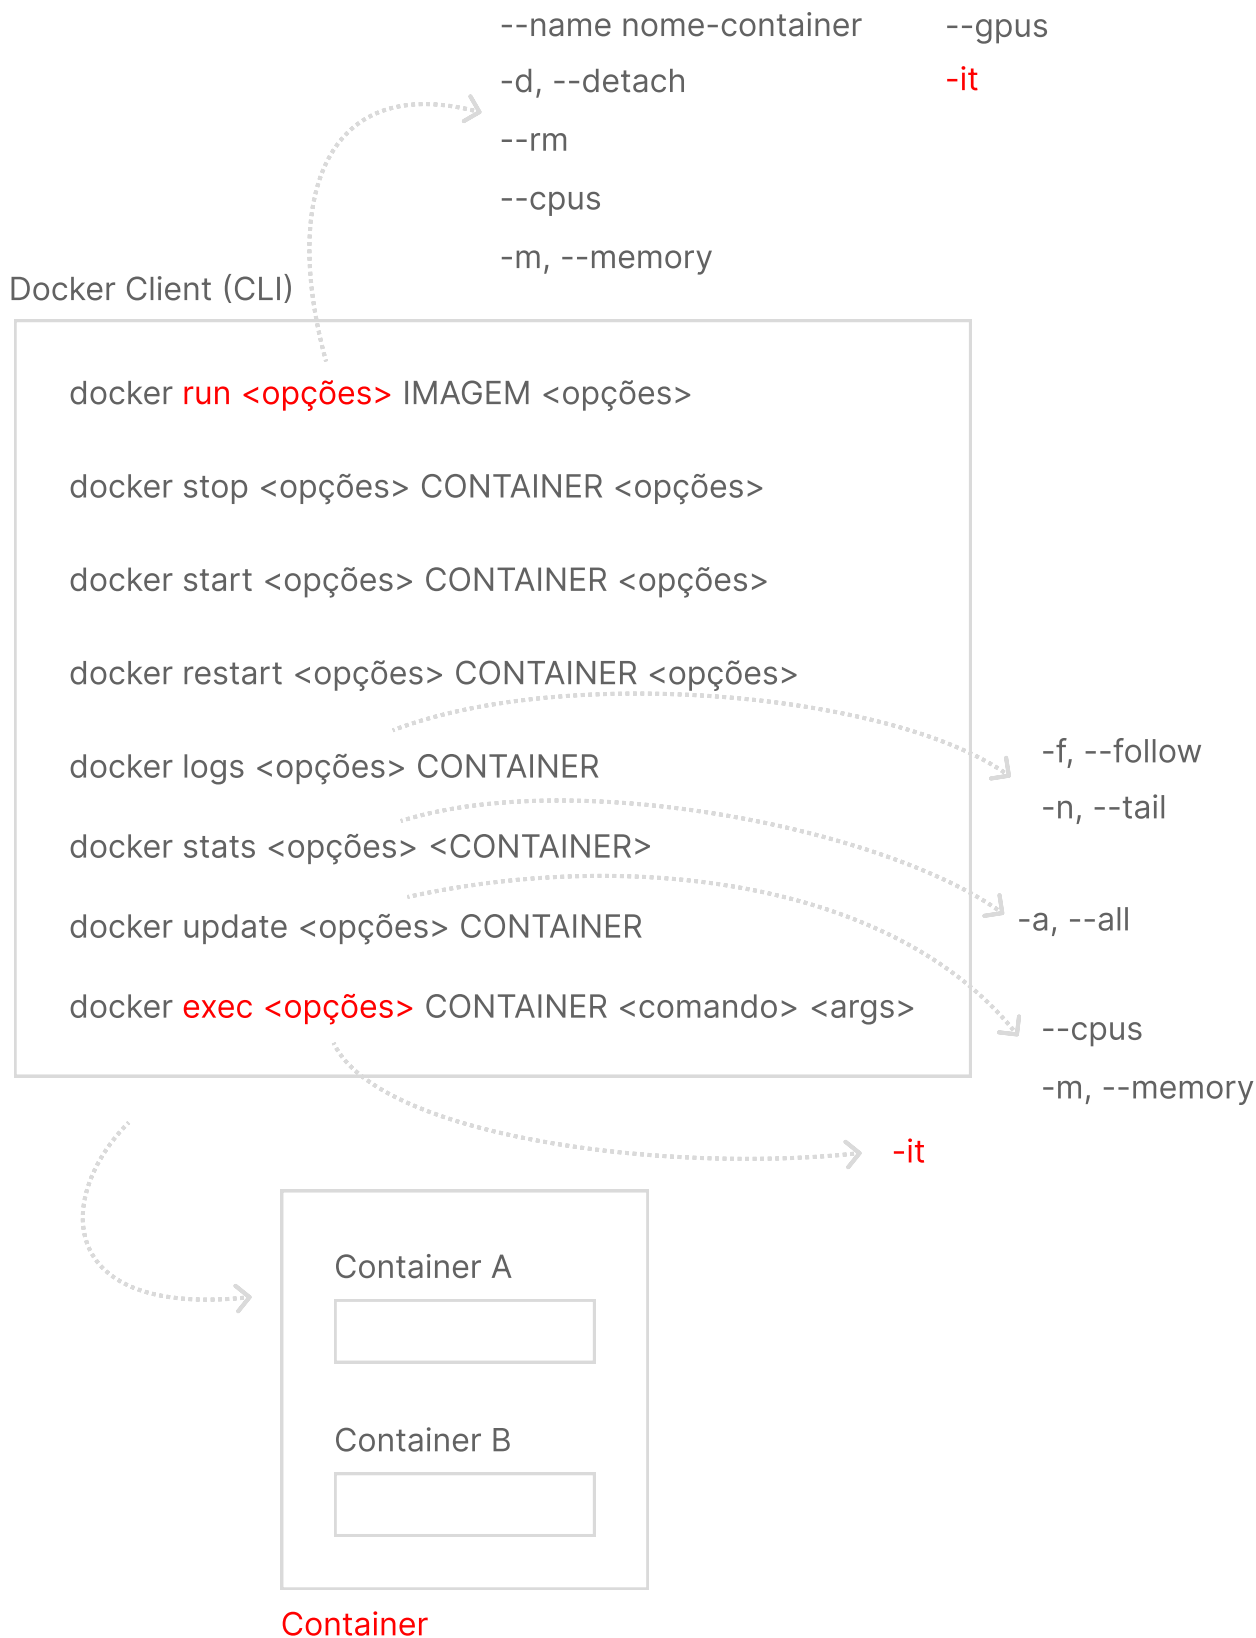 --name nome-container
--gpus
-d, --detach
-it
--rm
--cpus
-m, --memory
Docker Client (CLI)
docker run <opções> IMAGEM <opções>
docker stop <opções> CONTAINER <opções>
docker start <opções> CONTAINER <opções>
docker restart <opções> CONTAINER <opções>
docker logs <opções> CONTAINER
-f, --follow
-n, --tail
docker stats <opções> <CONTAINER>
-a, --all
docker update <opções> CONTAINER
--cpus
-m, --memory
docker exec <opções> CONTAINER <comando> <args>
-it
Container A
Container B
Container